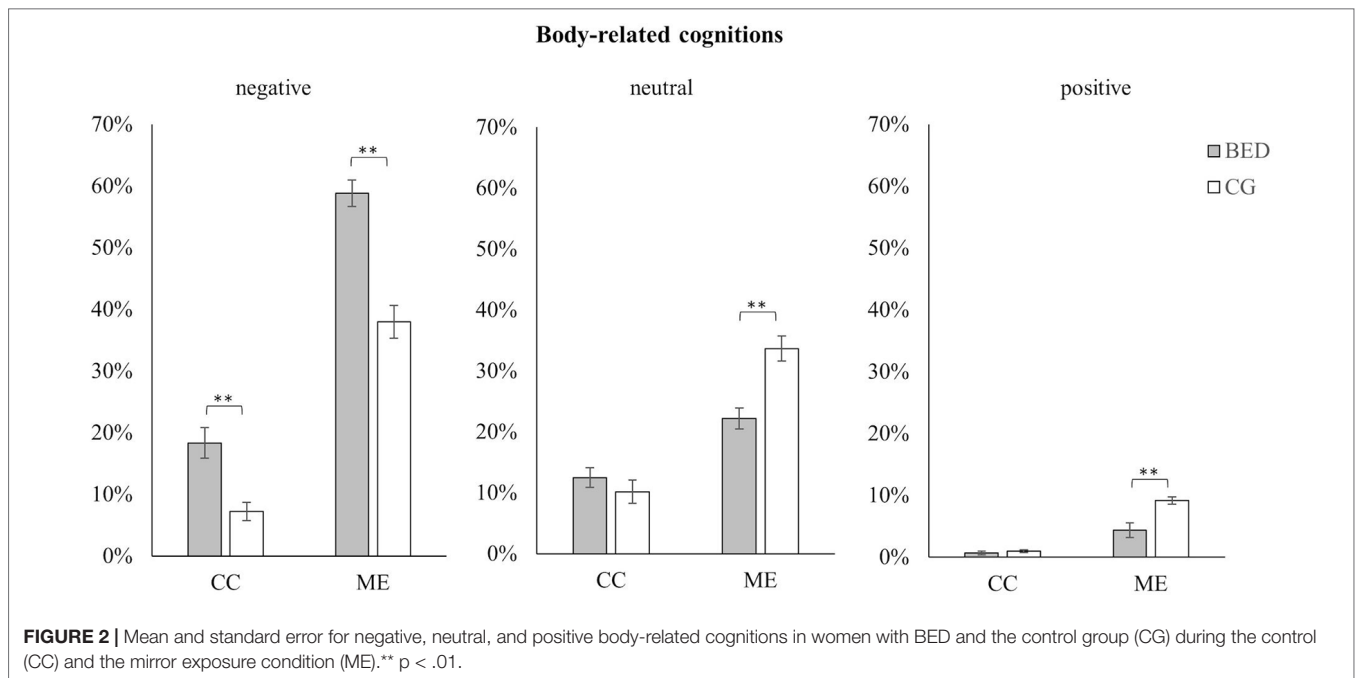 Body-related cognitions
negative
70%
60%
50%
40%
30%
20%
10%
0%
**
**
CC ME
neutral
70%
60%
50%
40%
30%
20%
10%
0%
**
CC ME
positive
70%
60%
50%
40%
30%
20%
10%
0%
**
CC ME
BED
CG
FIGURE 2 | Mean and standard error for negative, neutral, and positive body-related cognitions in women with BED and the control group (CG) during the control
(CC) and the mirror exposure condition (ME).** p < .01.